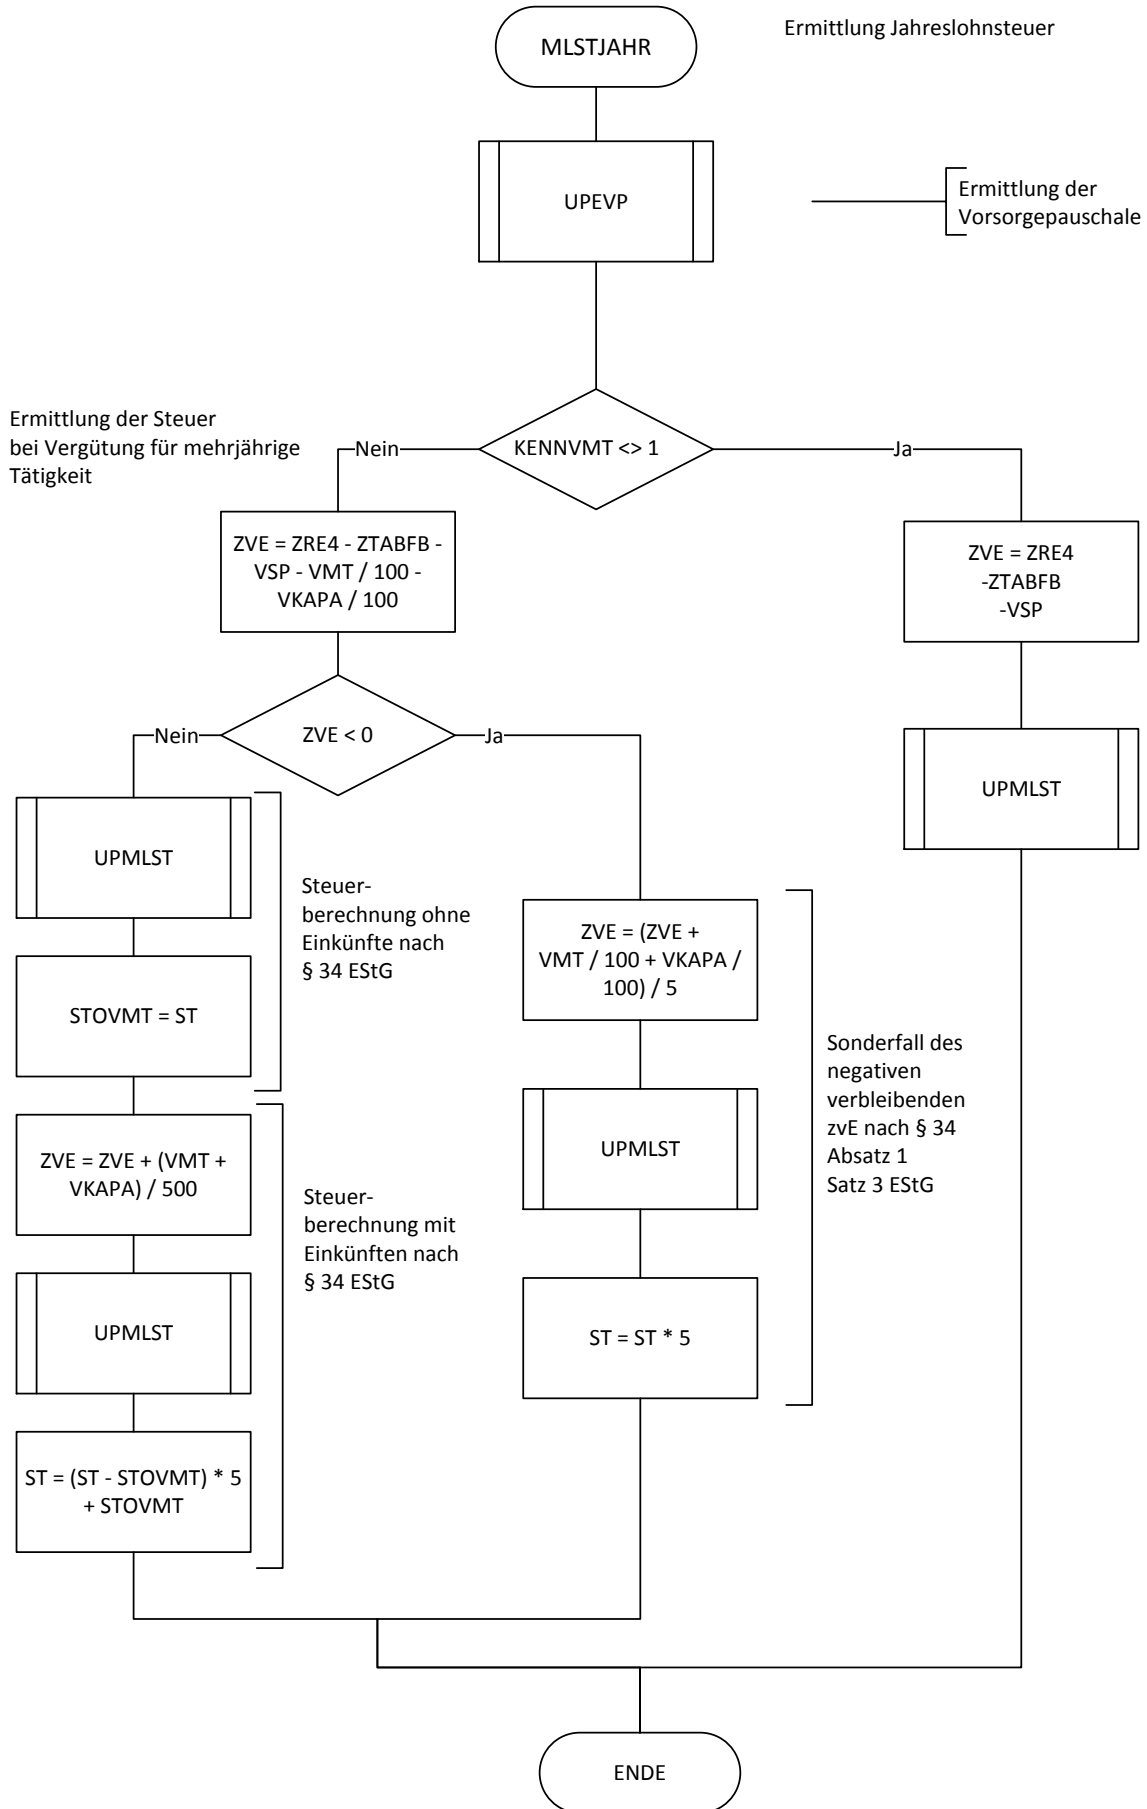 MLSTJAHR
Ermittlung Jahreslohnsteuer
UPEVP
Ermittlung der
Vorsorgepauschale
Ermittlung der Steuer
bei Vergütung für mehrjährige
Tätigkeit
Nein
KENNVMT <> 1
Ja
ZVE = ZRE4 - ZTABFB -
VSP - VMT / 100 -
VKAPA / 100
ZVE = ZRE4
-ZTABFB
-VSP
Nein
ZVE < 0
Ja
UPMLST
UPMLST
Steuer-
berechnung ohne
Einkünfte nach
§ 34 EStG
STOVMT = ST
ZVE = (ZVE +
VMT / 100 + VKAPA /
100) / 5
Sonderfall des
negativen
verbleibenden
zvE nach § 34
Absatz 1
Satz 3 EStG
UPMLST
ZVE = ZVE + (VMT +
VKAPA) / 500
Steuer-
berechnung mit
Einkünften nach
§ 34 EStG
UPMLST
ST = ST * 5
ST = (ST - STOVMT) * 5
+ STOVMT
ENDE